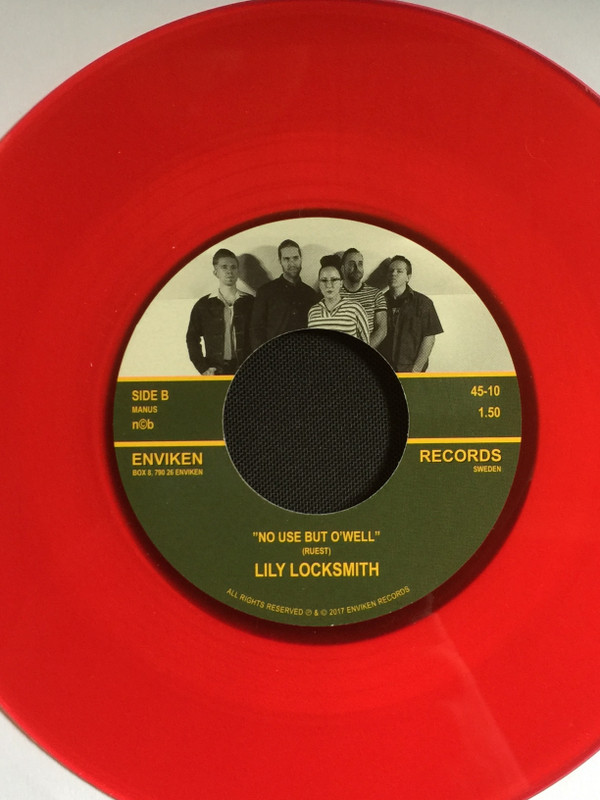 SIDE B
MANUS
n©b
45-10
1.50
ENVIKEN
BOX 8, 790 26 ENVIKEN
RECORDS
SWEDEN
"NO USE BUT O'WELL"
(RUEST)
LILY LOCKSMITH
ALL RIGHTS RESERVED ℗ & © 2017 ENVIKEN RECORDS